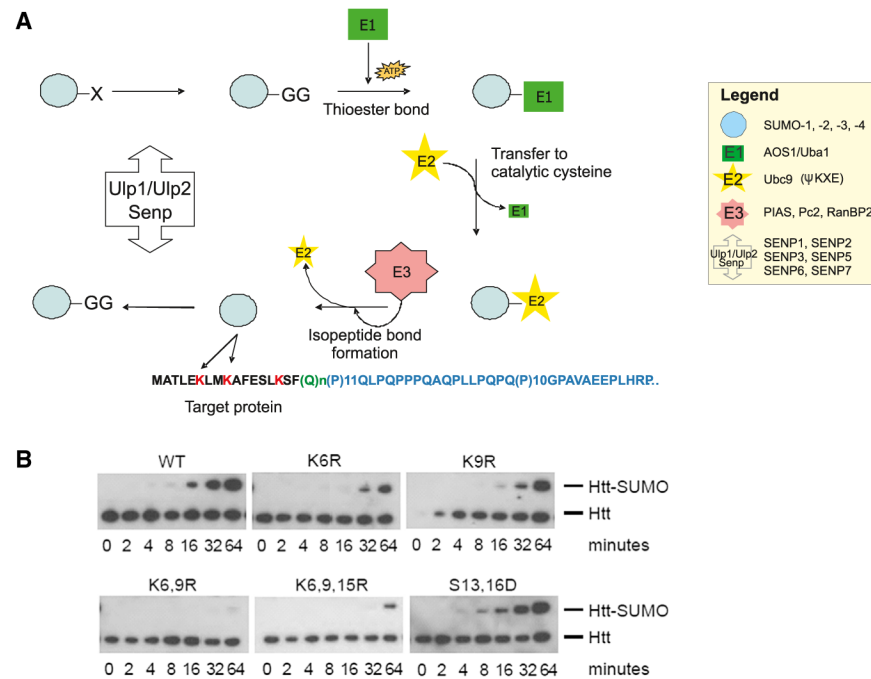 A
E1
ATP
X
GG
Thioester bond
E1
E2
Transfer to
catalytic cysteine
E1
Ulp1/Ulp2
Senp
E2
E3
E2
GG
Isopeptide bond
formation
MATLEKLMKAFESLKSF(Q)n(P)11QLPQPPPQAQPLLPQPQ(P)10GPAVAEEPLHRP..
Target protein
Legend
SUMO-1, -2, -3, -4
E1 AOS1/Uba1
E2 Ubc9 (ψKXE)
E3 PIAS, Pc2, RanBP2
Ulp1/Ulp2
Senp
SENP1, SENP2
SENP3, SENP5
SENP6, SENP7
B
WT K6R K9R
Htt-SUMO
Htt
0 2 4 8 16 32 64 0 2 4 8 16 32 64 0 2 4 8 16 32 64 minutes
K6,9R K6,9,15R S13,16D
Htt-SUMO
Htt
0 2 4 8 16 32 64 0 2 4 8 16 32 64 0 2 4 8 16 32 64 minutes